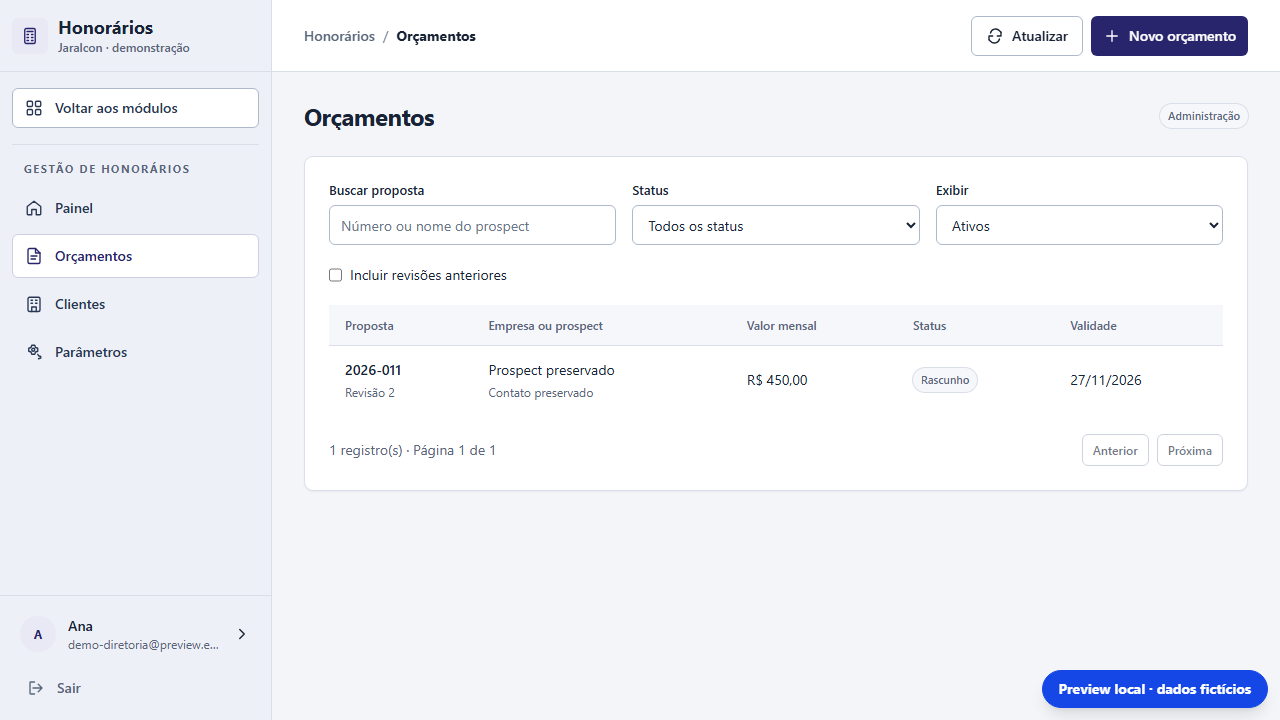 Honorários
Jaralcon · demonstração
Voltar aos módulos
GESTÃO DE HONORÁRIOS
Painel
Orçamentos
Clientes
Parâmetros
Ana
demo-diretoria@preview.e...
Sair
Honorários / Orçamentos
Atualizar
Novo orçamento
Orçamentos
Administração
Buscar proposta
Número ou nome do prospect
Status
Todos os status
Exibir
Ativos
Incluir revisões anteriores
Proposta Empresa ou prospect Valor mensal Status Validade
2026-011 Prospect preservado R$ 450,00 Rascunho 27/11/2026
Revisão 2 Contato preservado
1 registro(s) · Página 1 de 1
Anterior
Próxima
Preview local · dados fictícios
A